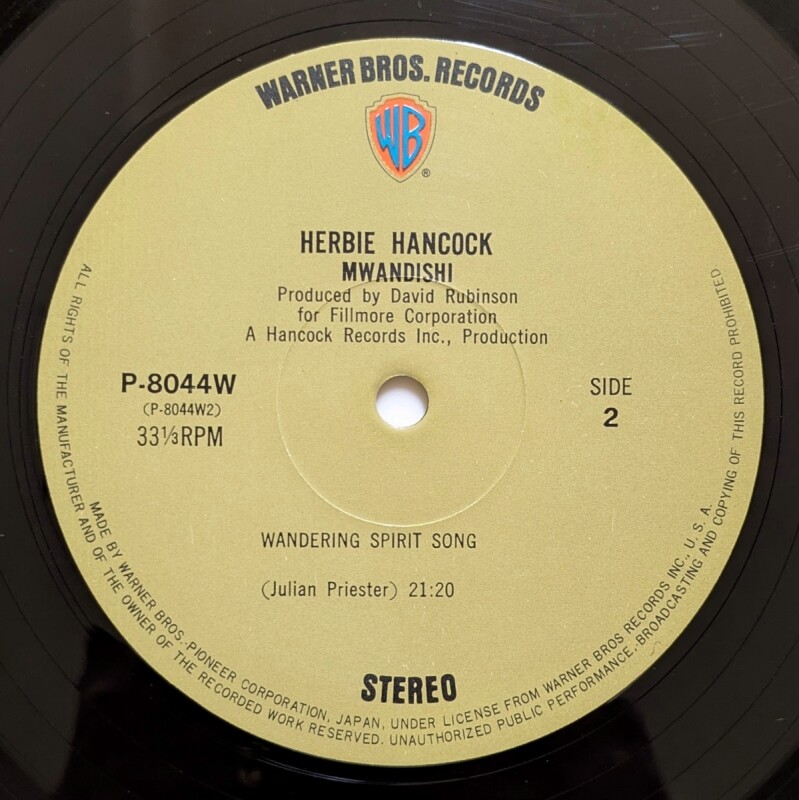 WARNER BROS. RECORDS
WB
®
HERBIE HANCOCK
MWANDISHI
Produced by David Rubinson
for Fillmore Corporation
A Hancock Records Inc., Production
P-8044W
(P-8044W2)
33⅓RPM
SIDE
2
WANDERING SPIRIT SONG
(Julian Priester) 21:20
STEREO
MADE BY WARNER BROS.-PIONEER CORPORATION, JAPAN, UNDER LICENSE FROM WARNER BROS RECORDS INC., U. S. A.
ALL RIGHTS OF THE MANUFACTURER AND OF THE OWNER OF THE RECORDED WORK RESERVED. UNAUTHORIZED PUBLIC PERFORMANCE, BROADCASTING AND COPYING OF THIS RECORD PROHIBITED.